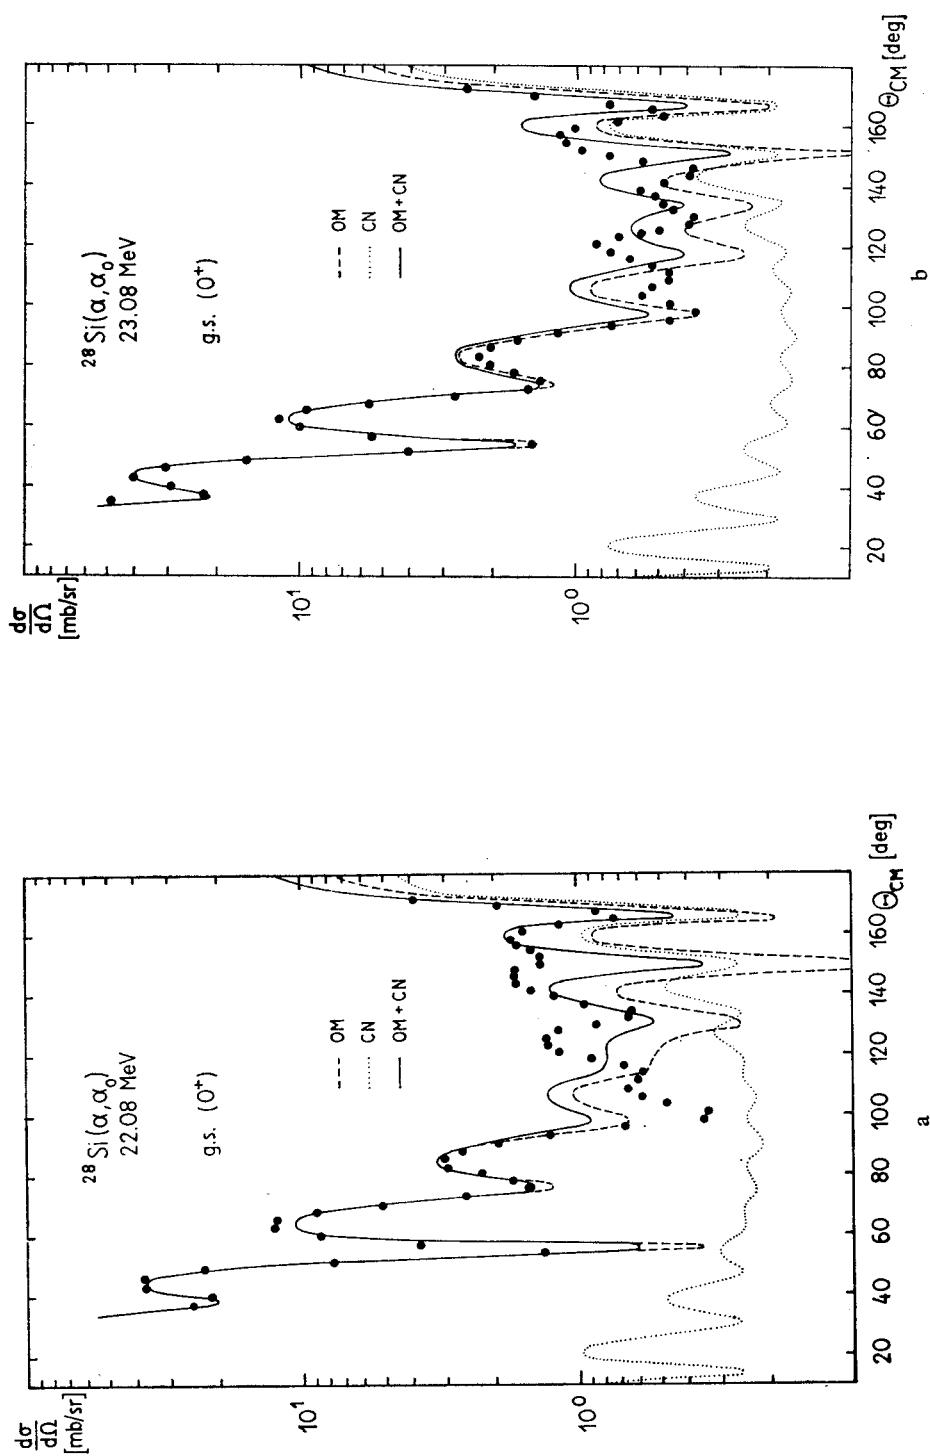 dσ
dΩ
[mb/sr]
²⁸Si(α,α₀)
22.08 MeV
g.s. (0⁺)
OM
CN
OM+CN
10¹
10⁰
20
40
60
80
100
120
140
160
Θ_CM [deg]
a
dσ
dΩ
[mb/sr]
²⁸Si(α,α₀)
23.08 MeV
g.s. (0⁺)
OM
CN
OM+CN
10¹
10⁰
20
40
60
80
100
120
140
160
Θ_CM [deg]
b